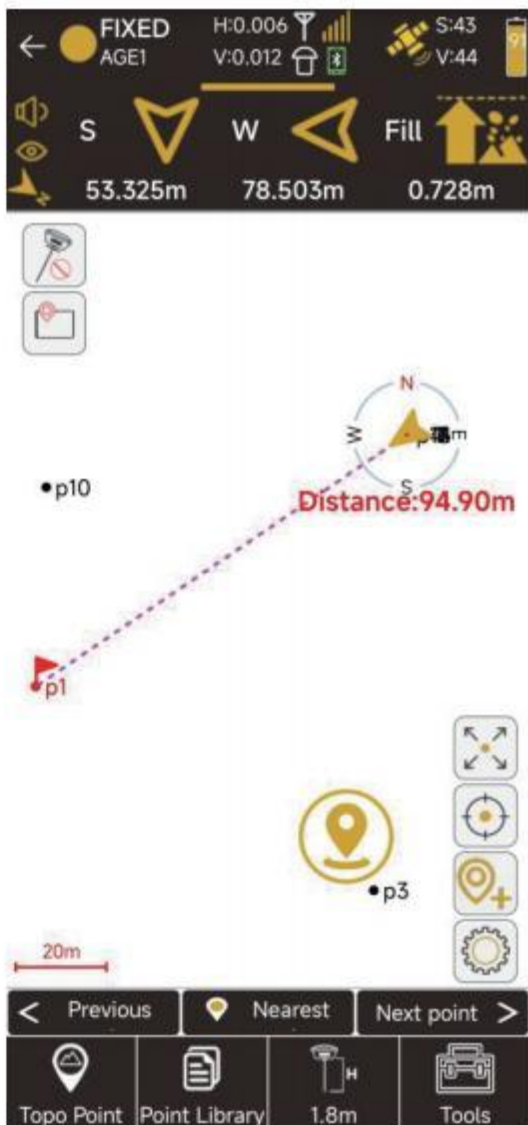 FIXED
H:0.006
S:43
91
AGE1
V:0.012
V:44
S
W
Fill
53.325m
78.503m
0.728m
N
W
S
p10
Distance:94.90m
p1
p3
20m
< Previous
Nearest
Next point >
H
Topo Point
Point Library
1.8m
Tools